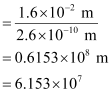 = 1.6×10⁻² m / 2.6×10⁻¹⁰ m
= 0.6153×10⁸ m
= 6.153×10⁷